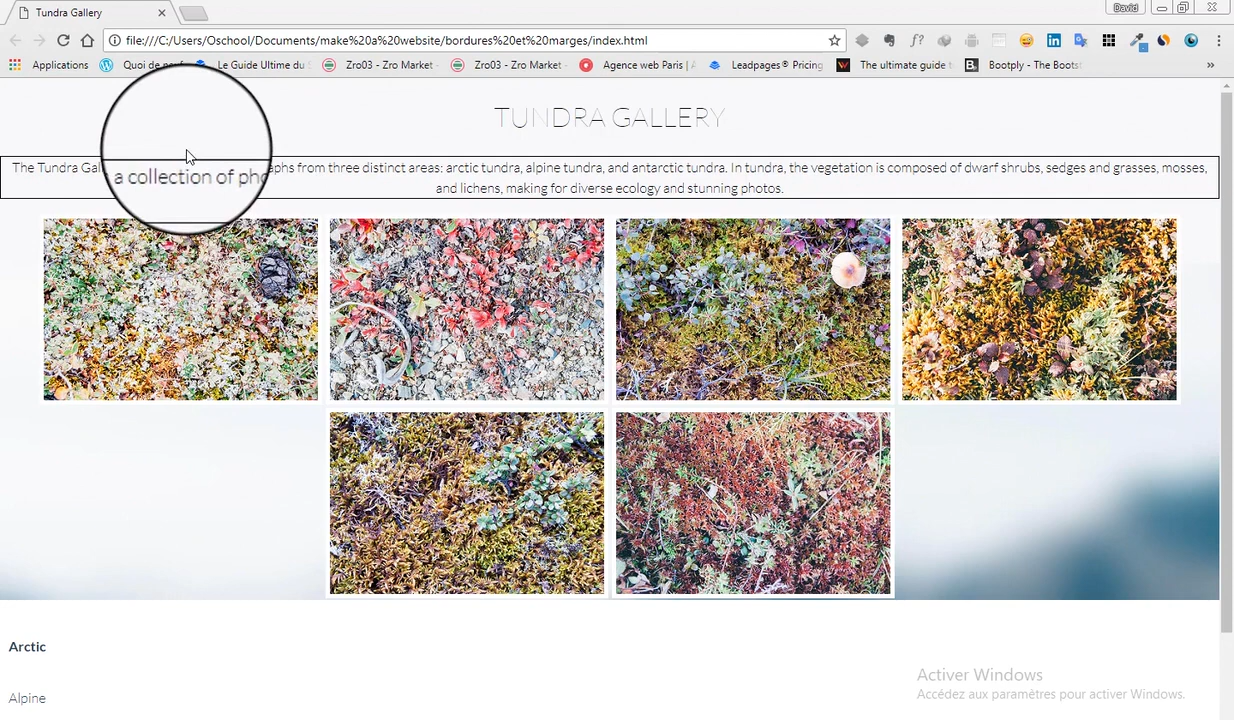 Tundra Gallery
David
file:///C:/Users/Oschool/Documents/make%20a%20website/bordures%20et%20marges/index.html
Applications Quoi de Le Guide Ultime du Zro03 - Zro Market Zro03 - Zro Market Agence web Paris | Leadpages® Pricing The ultimate guide Bootply - The Boots
TUNDRA GALLERY
The Tundra Gal a collection of pho aphs from three distinct areas: arctic tundra, alpine tundra, and antarctic tundra. In tundra, the vegetation is composed of dwarf shrubs, sedges and grasses, mosses,
and lichens, making for diverse ecology and stunning photos.
Arctic
Alpine
Activer Windows
Accédez aux paramètres pour activer Windows.